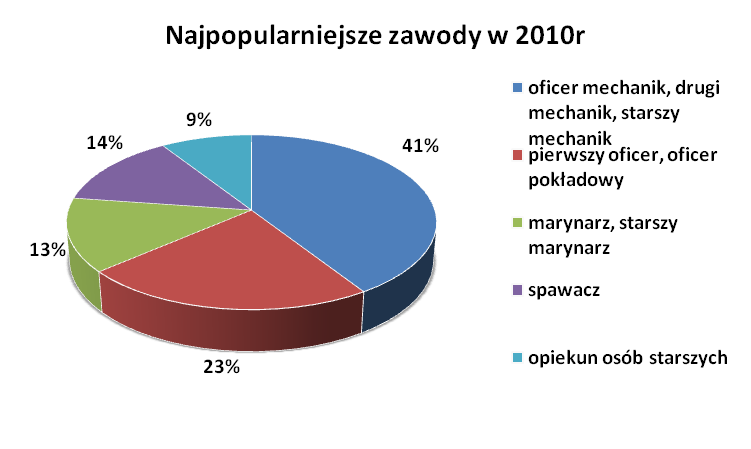 Najpopularniejsze zawody w 2010r
9%
14%
41%
13%
23%
oficer mechanik, drugi
mechanik, starszy
mechanik
pierwszy oficer, oficer
pokładowy
marynarz, starszy
marynarz
spawacz
opiekun osób starszych